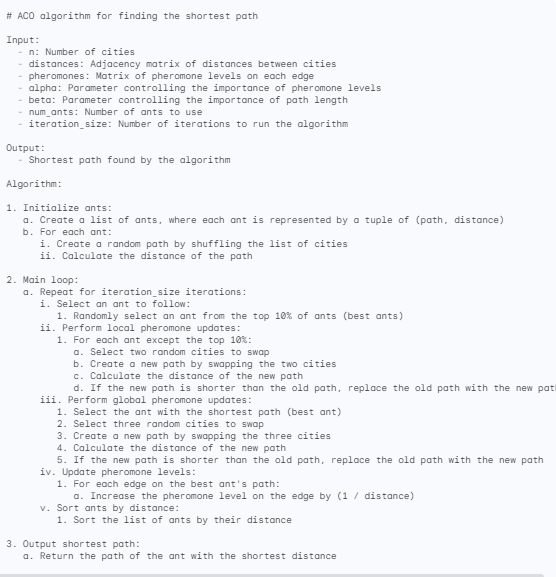 # ACO algorithm for finding the shortest path
Input:
- n: Number of cities
- distances: Adjacency matrix of distances between cities
- pheromones: Matrix of pheromone levels on each edge
- alpha: Parameter controlling the importance of pheromone levels
- beta: Parameter controlling the importance of path length
- num_ants: Number of ants to use
- iteration_size: Number of iterations to run the algorithm
Output:
- Shortest path found by the algorithm
Algorithm:
1. Initialize ants:
a. Create a list of ants, where each ant is represented by a tuple of (path, distance)
b. For each ant:
i. Create a random path by shuffling the list of cities
ii. Calculate the distance of the path
2. Main loop:
a. Repeat for iteration_size iterations:
i. Select an ant to follow:
1. Randomly select an ant from the top 10% of ants (best ants)
ii. Perform local pheromone updates:
1. For each ant except the top 10%:
a. Select two random cities to swap
b. Create a new path by swapping the two cities
c. Calculate the distance of the new path
d. If the new path is shorter than the old path, replace the old path with the new pat
iii. Perform global pheromone updates:
1. Select the ant with the shortest path (best ant)
2. Select three random cities to swap
3. Create a new path by swapping the three cities
4. Calculate the distance of the new path
5. If the new path is shorter than the old path, replace the old path with the new path
iv. Update pheromone levels:
1. For each edge on the best ant's path:
a. Increase the pheromone level on the edge by (1 / distance)
v. Sort ants by distance:
1. Sort the list of ants by their distance
3. Output shortest path:
a. Return the path of the ant with the shortest distance